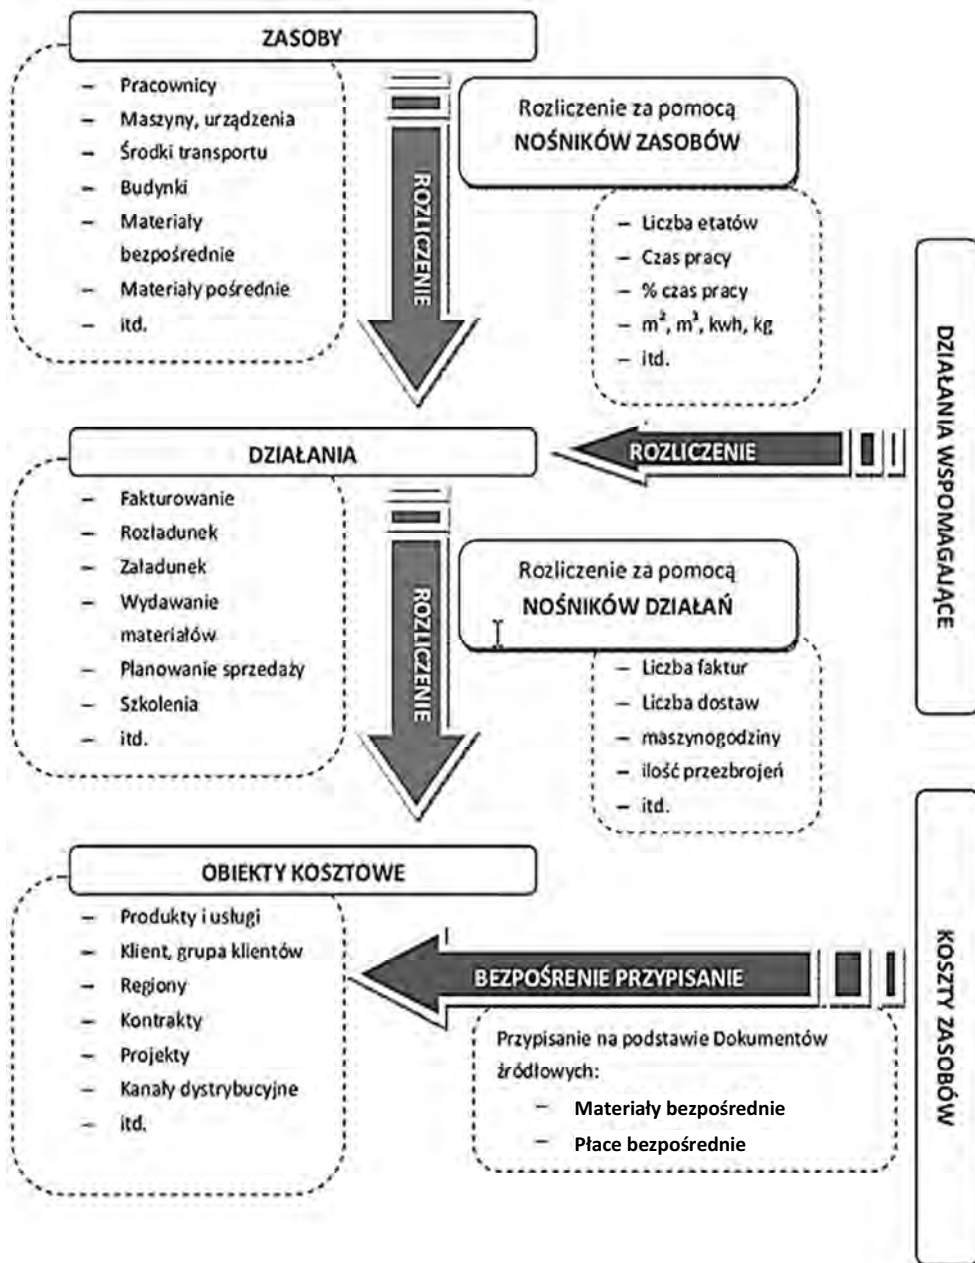 ZASOBY
– Pracownicy
– Maszyny, urządzenia
– Środki transportu
– Budynki
– Materiały
bezpośrednie
– Materiały pośrednie
– itd.
ROZLICZENIE
Rozliczenie za pomocą
NOŚNIKÓW ZASOBÓW
– Liczba etatów
– Czas pracy
– % czas pracy
– m², m³, kwh, kg
– itd.
DZIAŁANIA WSPOMAGAJĄCE
ROZLICZENIE
DZIAŁANIA
– Fakturowanie
– Rozładunek
– Załadunek
– Wydawanie
materiałów
– Planowanie sprzedaży
– Szkolenia
– itd.
ROZLICZENIE
Rozliczenie za pomocą
NOŚNIKÓW DZIAŁAŃ
– Liczba faktur
– Liczba dostaw
– maszynogodziny
– ilość przezbrojeń
– itd.
OBIEKTY KOSZTOWE
– Produkty i usługi
– Klient, grupa klientów
– Regiony
– Kontrakty
– Projekty
– Kanały dystrybucyjne
– itd.
BEZPOŚRENIE PRZYPISANIE
Przypisanie na podstawie Dokumentów
źródłowych:
– Materiały bezpośrednie
– Płace bezpośrednie
KOSZTY ZASOBÓW